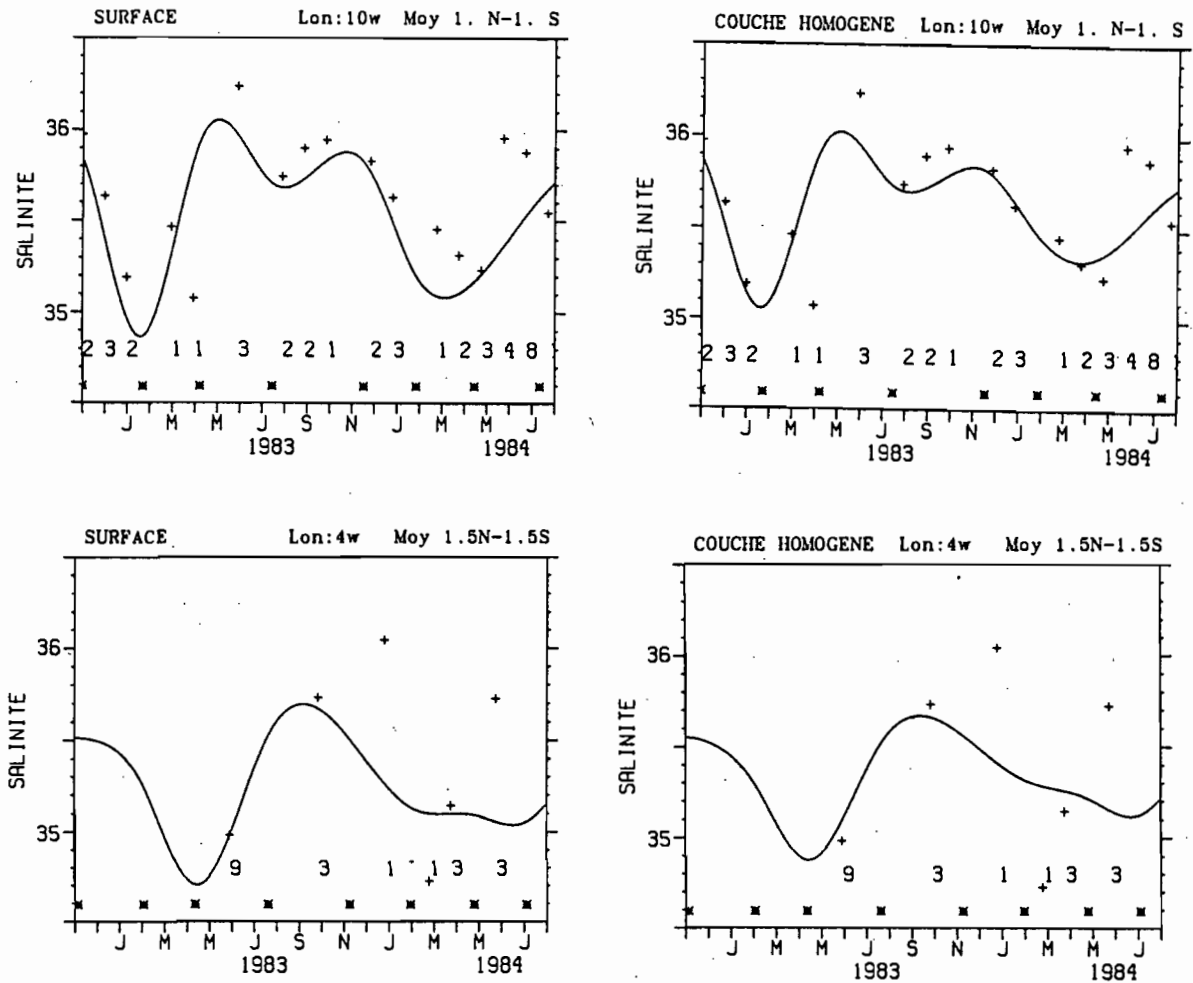 SURFACE Lon:10w Moy 1. N-1. S
36
35
SALINITE
2 3 2 1 1 3 2 2 1 2 3 1 2 3 4 8
J M M J S N J M M J
1983 1984
COUCHE HOMOGENE Lon:10w Moy 1. N-1. S
36
35
SALINITE
2 3 2 1 1 3 2 2 1 2 3 1 2 3 4 8
J M M J S N J M M J
1983 1984
SURFACE Lon:4w Moy 1.5N-1.5S
36
35
SALINITE
9 3 1 1 3 3
J M M J S N J M M J
1983 1984
COUCHE HOMOGENE Lon:4w Moy 1.5N-1.5S
36
35
SALINITE
9 3 1 1 3 3
J M M J S N J M M J
1983 1984